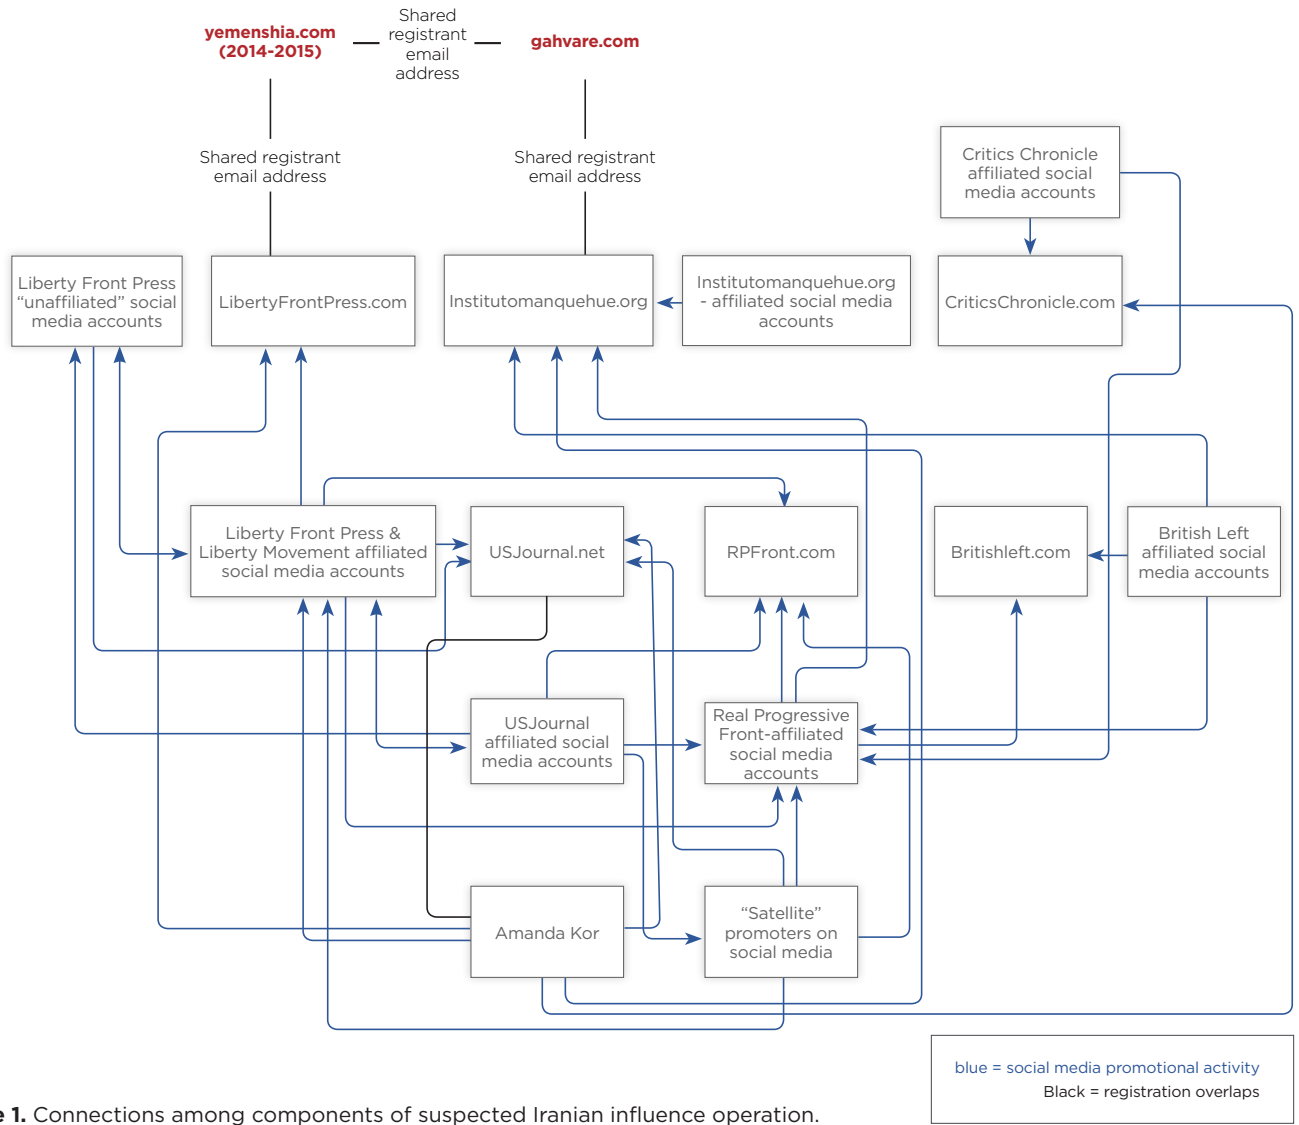 yemenshia.com
(2014-2015)
Shared
registrant
email
address
gahvare.com
Shared registrant
email address
Shared registrant
email address
Critics Chronicle
affiliated social
media accounts
Liberty Front Press
“unaffiliated” social
media accounts
LibertyFrontPress.com
Institutomanquehue.org
Institutomanquehue.org
- affiliated social media
accounts
CriticsChronicle.com
Liberty Front Press &
Liberty Movement affiliated
social media accounts
USJournal.net
RPFront.com
Britishleft.com
British Left
affiliated social
media accounts
USJournal
affiliated social
media accounts
Real Progressive
Front-affiliated
social media
accounts
Amanda Kor
“Satellite”
promoters on
social media
blue = social media promotional activity
Black = registration overlaps
e 1. Connections among components of suspected Iranian influence operation.